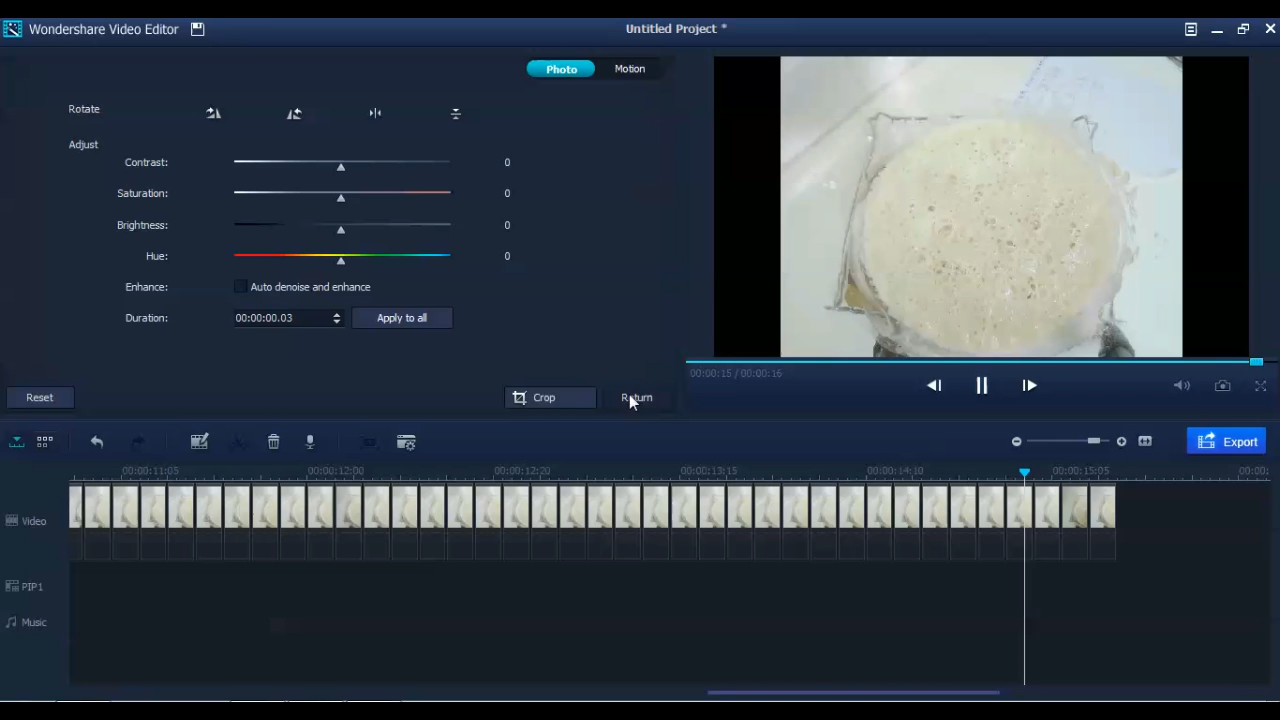 Wondershare Video Editor
Untitled Project *
Photo
Motion
Rotate
Adjust
Contrast:
0
Saturation:
0
Brightness:
0
Hue:
0
Enhance:
Auto denoise and enhance
Duration:
00:00:00.03
Apply to all
00:00:15 / 00:00:16
Reset
Crop
Return
Export
00:00:11:05
00:00:12:00
00:00:12:20
00:00:13:15
00:00:14:10
00:00:15:05
00:00:
Video
PIP1
Music